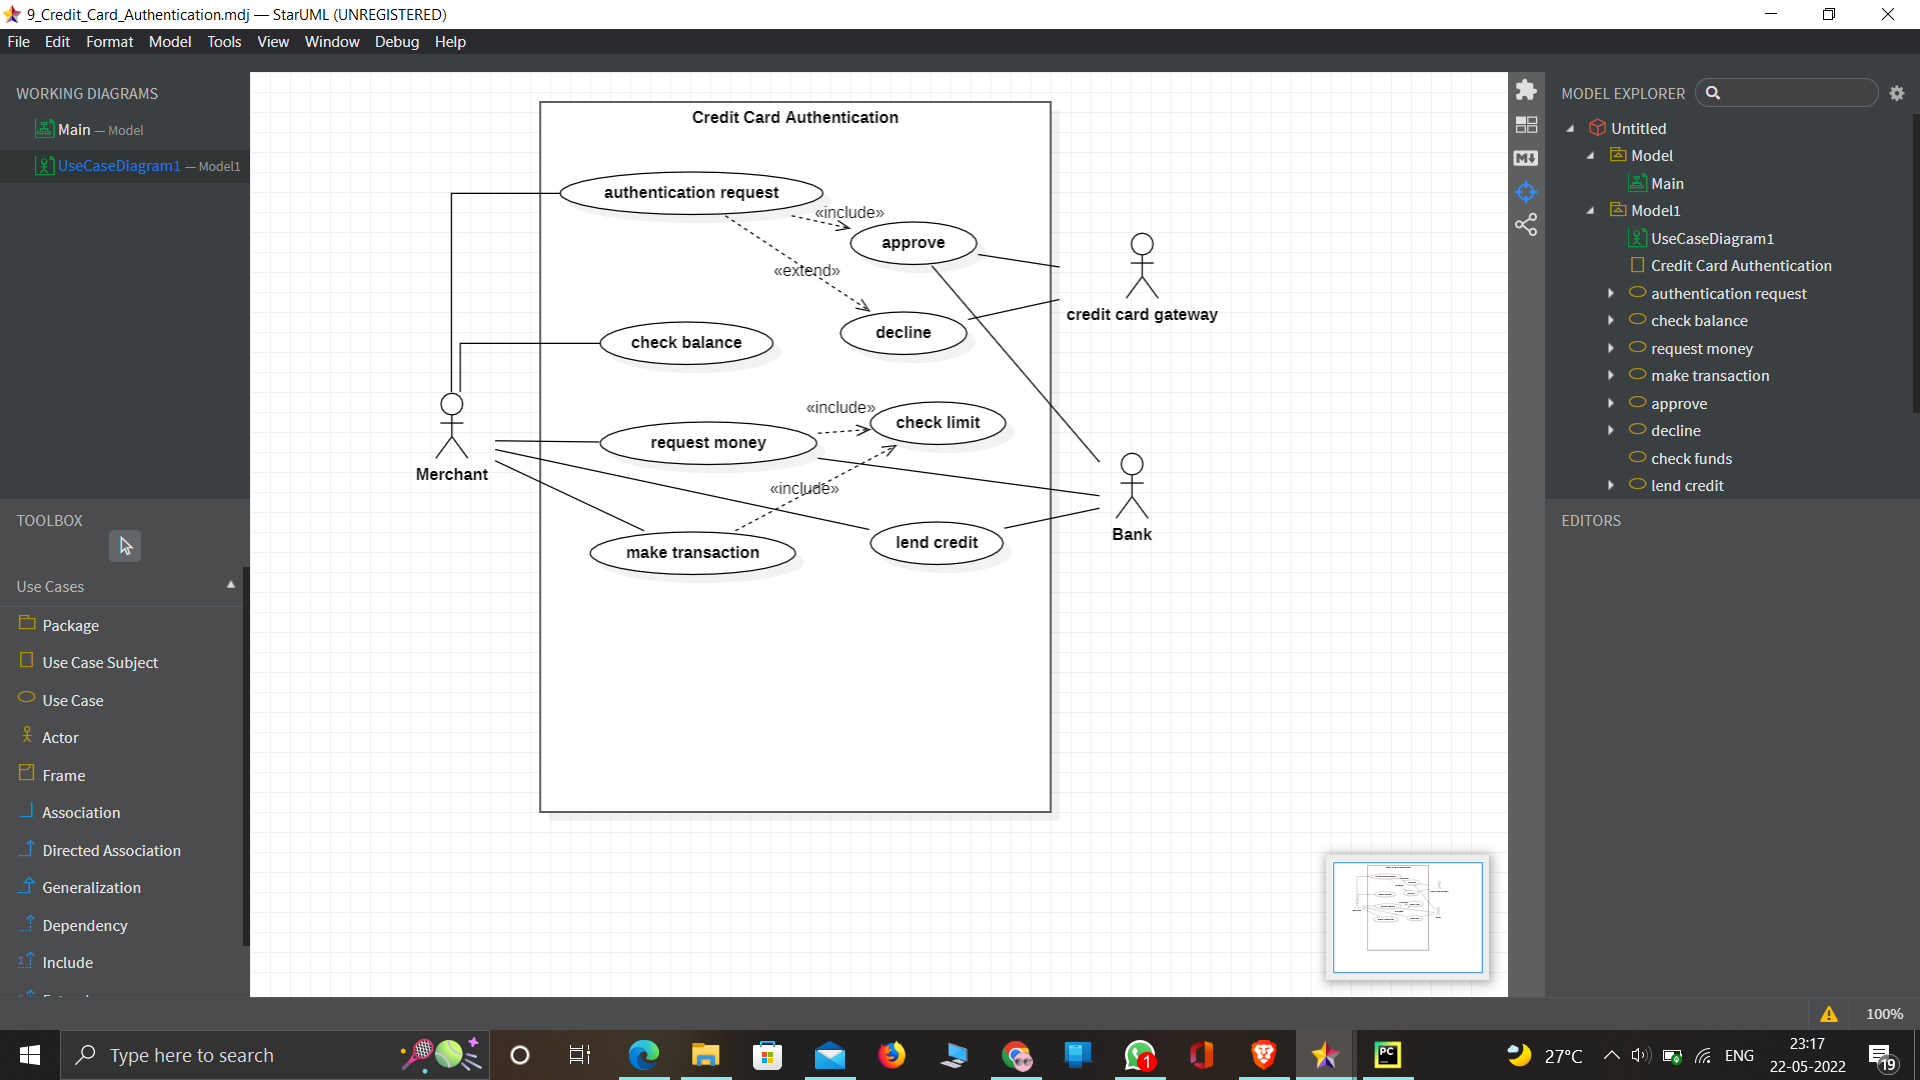 9_Credit_Card_Authentication.mdj — StarUML (UNREGISTERED)
File Edit Format Model Tools View Window Debug Help
WORKING DIAGRAMS
Main — Model
UseCaseDiagram1 — Model1
TOOLBOX
Use Cases
Package
Use Case Subject
Use Case
Actor
Frame
Association
Directed Association
Generalization
Dependency
Include
Credit Card Authentication
authentication request
«include»
approve
«extend»
decline
credit card gateway
check balance
«include»
check limit
request money
Merchant
«include»
make transaction
lend credit
Bank
MODEL EXPLORER
Untitled
Model
Main
Model1
UseCaseDiagram1
Credit Card Authentication
authentication request
check balance
request money
make transaction
approve
decline
check funds
lend credit
EDITORS
100%
Type here to search
1
PC
27°C
ENG
23:17
22-05-2022
19